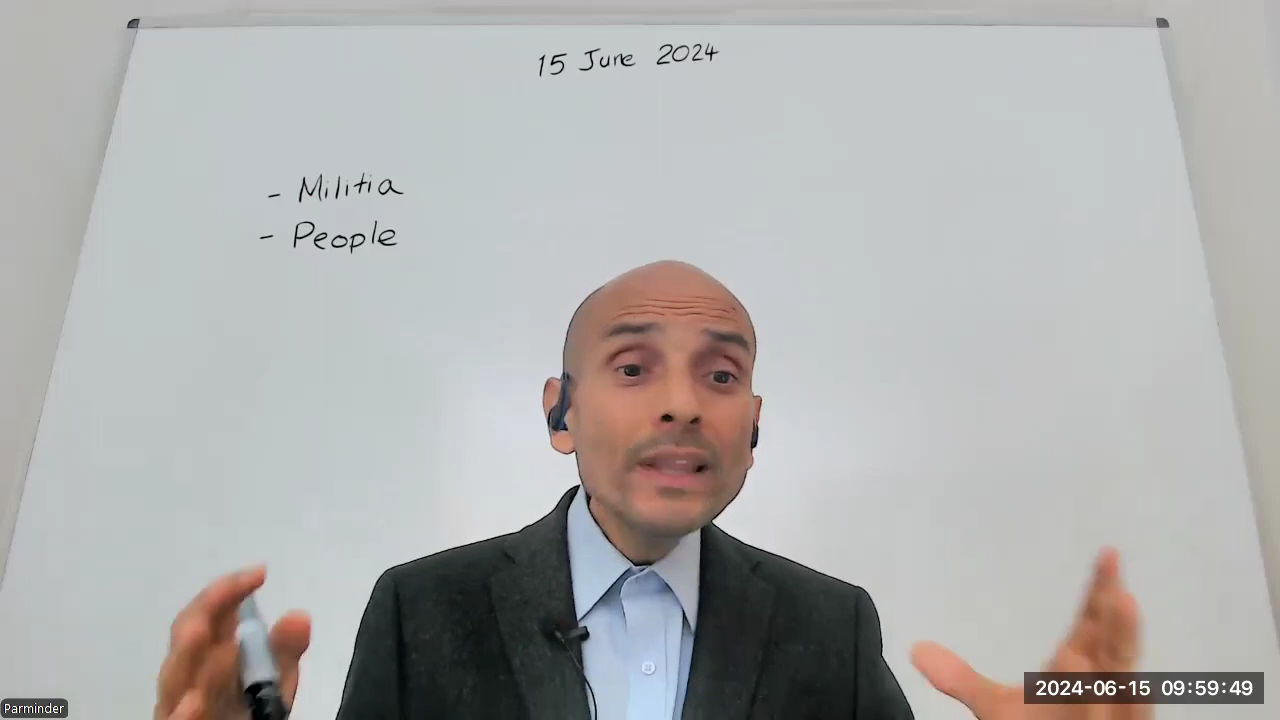 15 June 2024
- Militia
- People
Parminder
2024-06-15 09:59:49